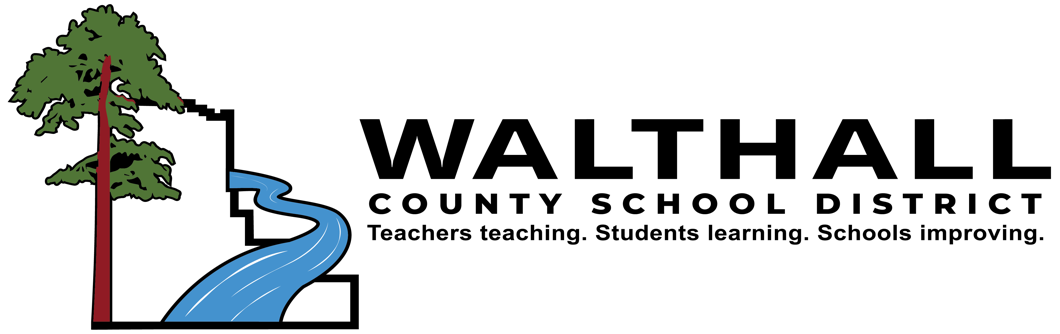 WALTHALL
COUNTY SCHOOL DISTRICT
Teachers teaching. Students learning. Schools improving.